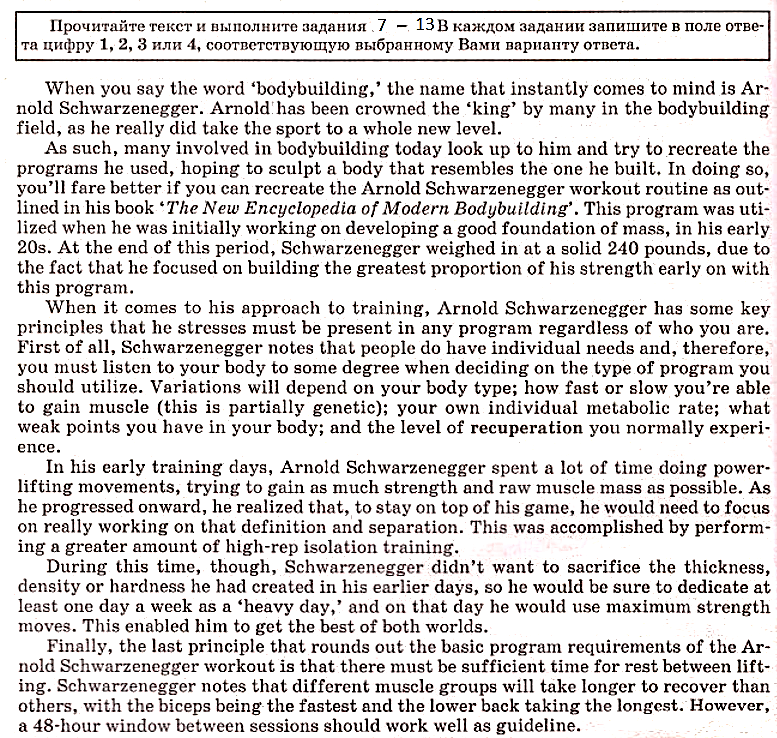 Прочитайте текст и выполните задания 7 – 13 В каждом задании запишите в поле отве-
та цифру 1, 2, 3 или 4, соответствующую выбранному Вами варианту ответа.
When you say the word ‘bodybuilding,’ the name that instantly comes to mind is Ar-
nold Schwarzenegger. Arnold has been crowned the ‘king’ by many in the bodybuilding
field, as he really did take the sport to a whole new level.
As such, many involved in bodybuilding today look up to him and try to recreate the
programs he used, hoping to sculpt a body that resembles the one he built. In doing so,
you’ll fare better if you can recreate the Arnold Schwarzenegger workout routine as out-
lined in his book ‘The New Encyclopedia of Modern Bodybuilding’. This program was uti-
lized when he was initially working on developing a good foundation of mass, in his early
20s. At the end of this period, Schwarzenegger weighed in at a solid 240 pounds, due to
the fact that he focused on building the greatest proportion of his strength early on with
this program.
When it comes to his approach to training, Arnold Schwarzenegger has some key
principles that he stresses must be present in any program regardless of who you are.
First of all, Schwarzenegger notes that people do have individual needs and, therefore,
you must listen to your body to some degree when deciding on the type of program you
should utilize. Variations will depend on your body type; how fast or slow you’re able
to gain muscle (this is partially genetic); your own individual metabolic rate; what
weak points you have in your body; and the level of recuperation you normally experi-
ence.
In his early training days, Arnold Schwarzenegger spent a lot of time doing power-
lifting movements, trying to gain as much strength and raw muscle mass as possible. As
he progressed onward, he realized that, to stay on top of his game, he would need to focus
on really working on that definition and separation. This was accomplished by perform-
ing a greater amount of high-rep isolation training.
During this time, though, Schwarzenegger didn’t want to sacrifice the thickness,
density or hardness he had created in his earlier days, so he would be sure to dedicate at
least one day a week as a ‘heavy day,’ and on that day he would use maximum strength
moves. This enabled him to get the best of both worlds.
Finally, the last principle that rounds out the basic program requirements of the Ar-
nold Schwarzenegger workout is that there must be sufficient time for rest between lift-
ing. Schwarzenegger notes that different muscle groups will take longer to recover than
others, with the biceps being the fastest and the lower back taking the longest. However,
a 48-hour window between sessions should work well as guideline.